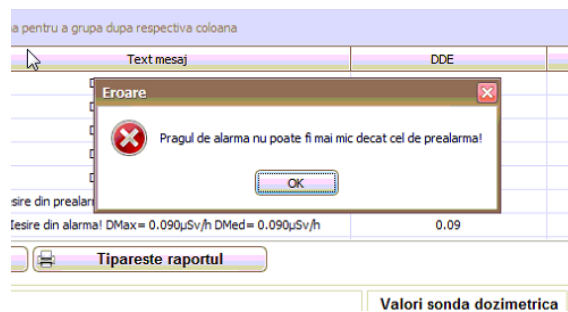 a pentru a grupa dupa respectiva coloana
Text mesaj DDE
Eroare
Pragul de alarma nu poate fi mai mic decat cel de prealarma!
OK
esire din prealarm
Iesire din alarma! DMax= 0.090µSv/h DMed= 0.090µSv/h 0.09
Tipareste raportul
Valori sonda dozimetrica